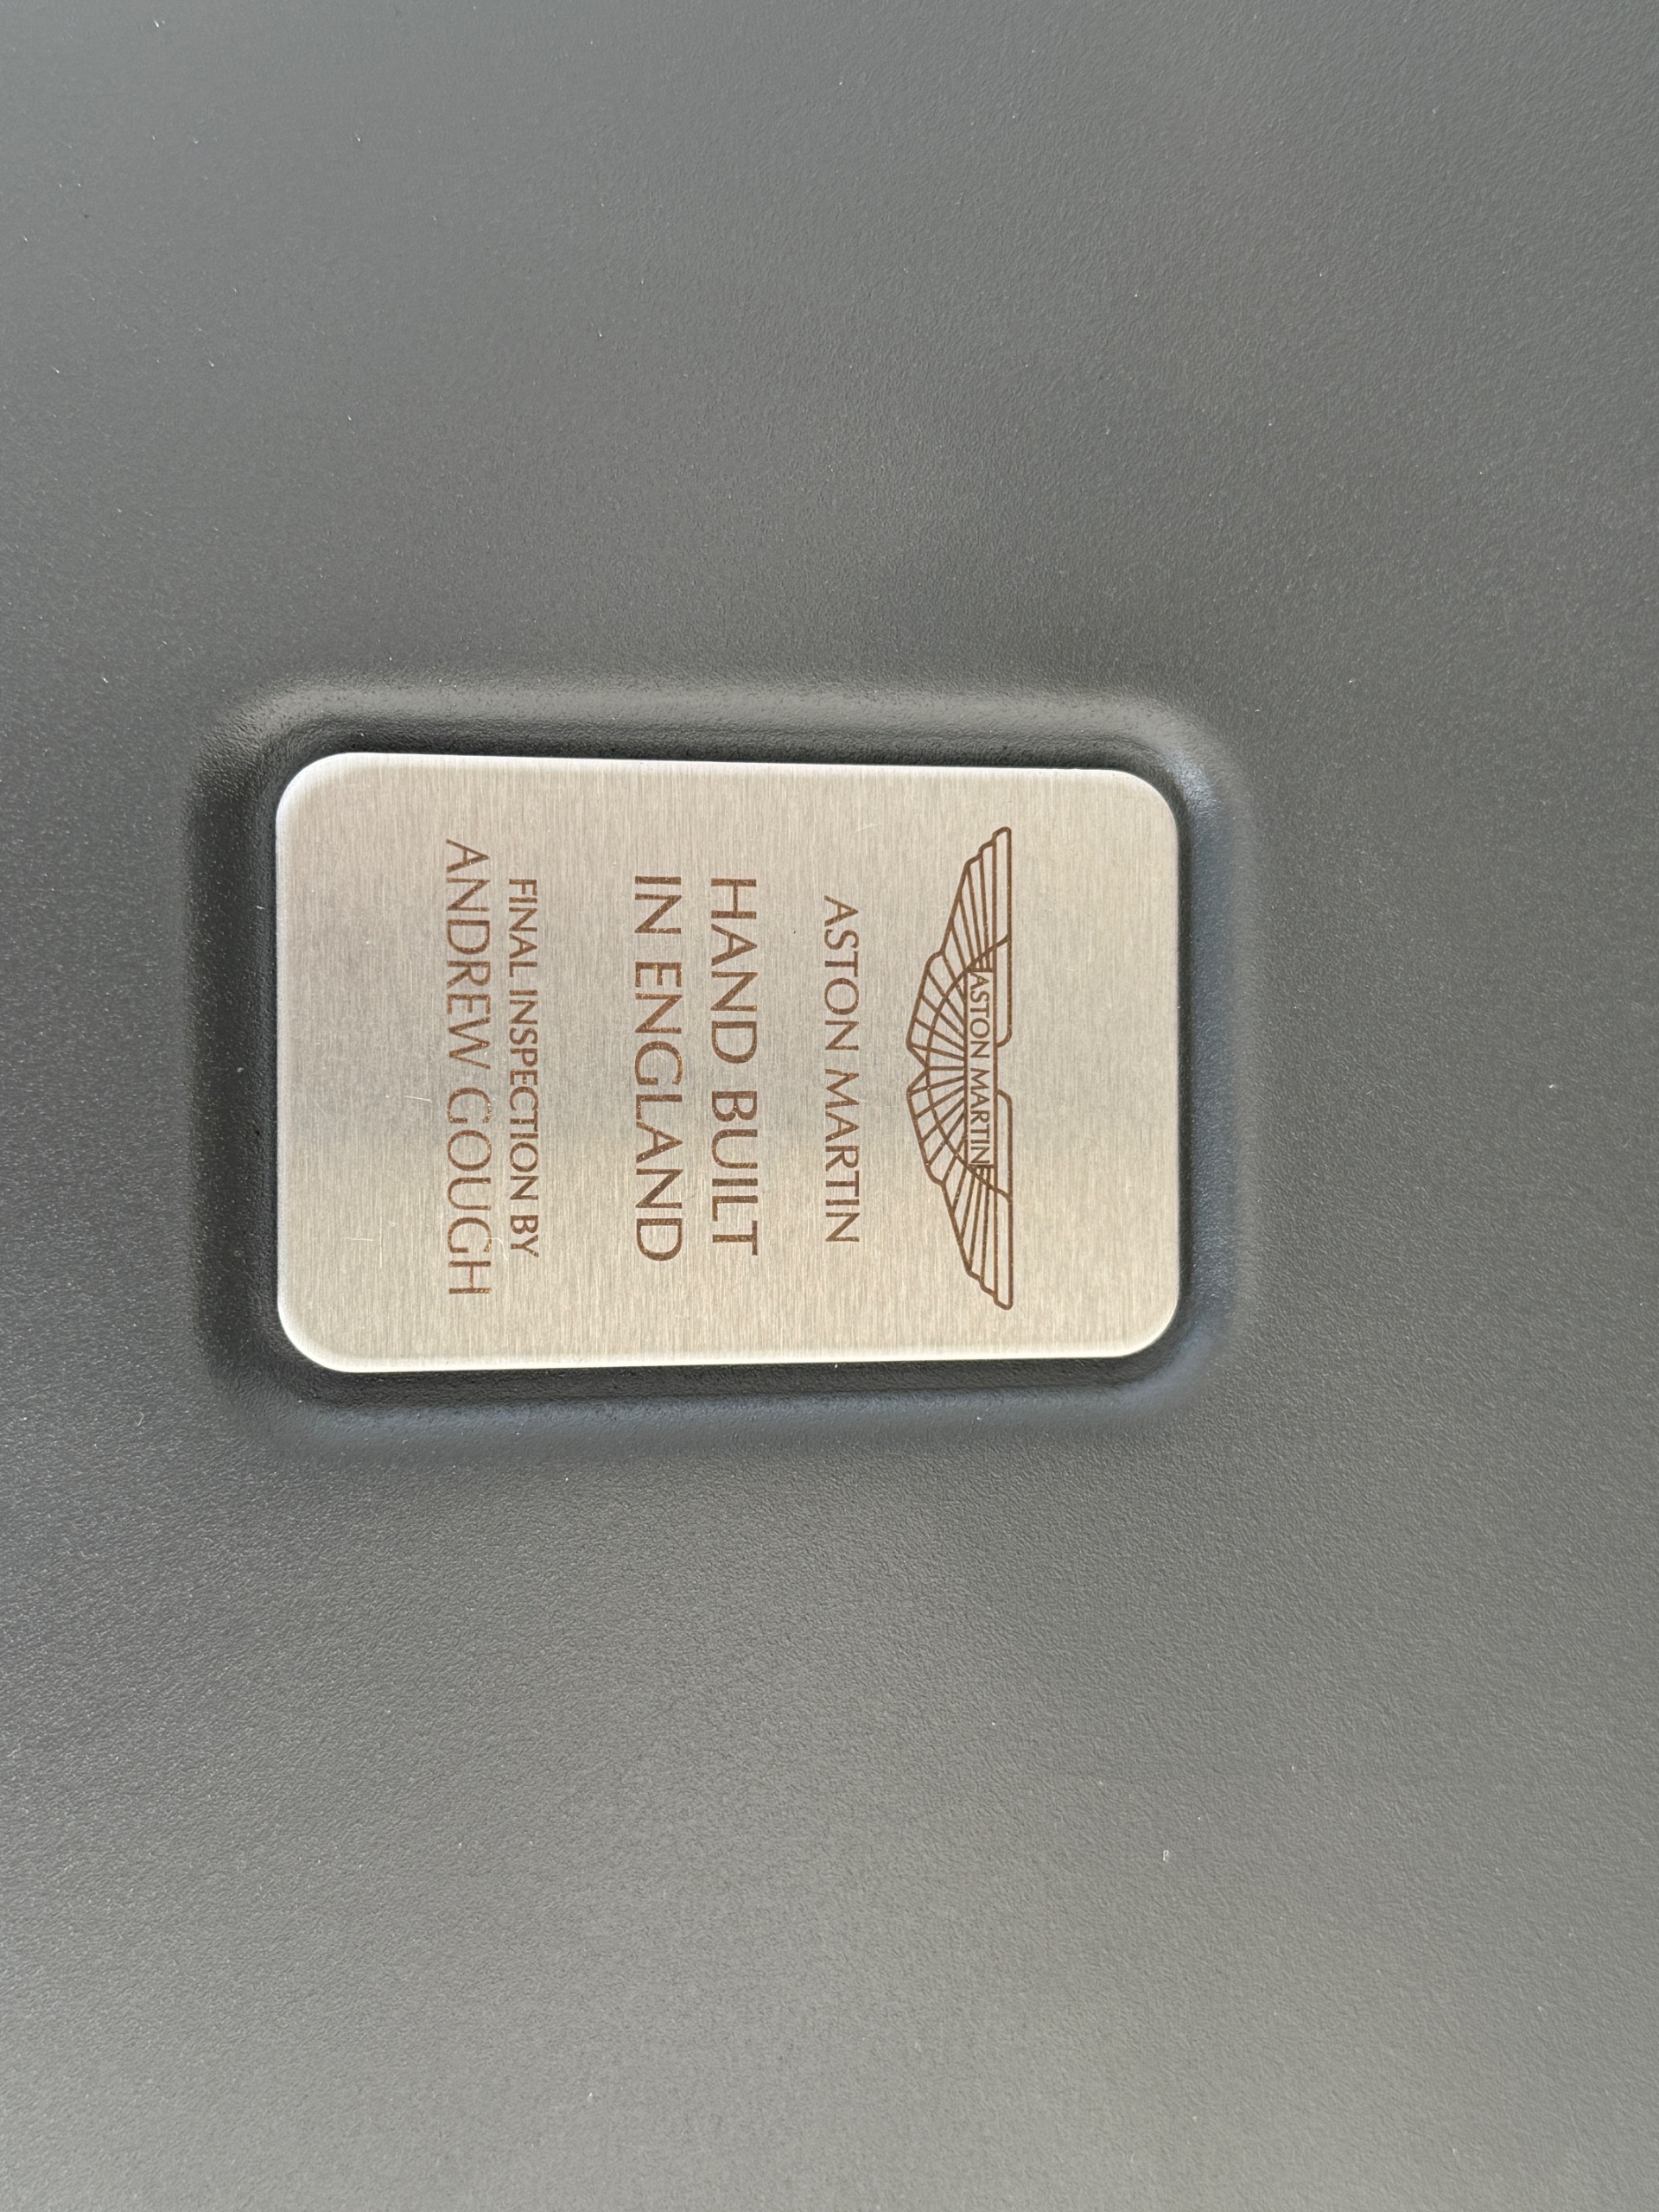 ASTON MARTIN
ASTON MARTIN
HAND BUILT
IN ENGLAND
FINAL INSPECTION BY
ANDREW GOUGH